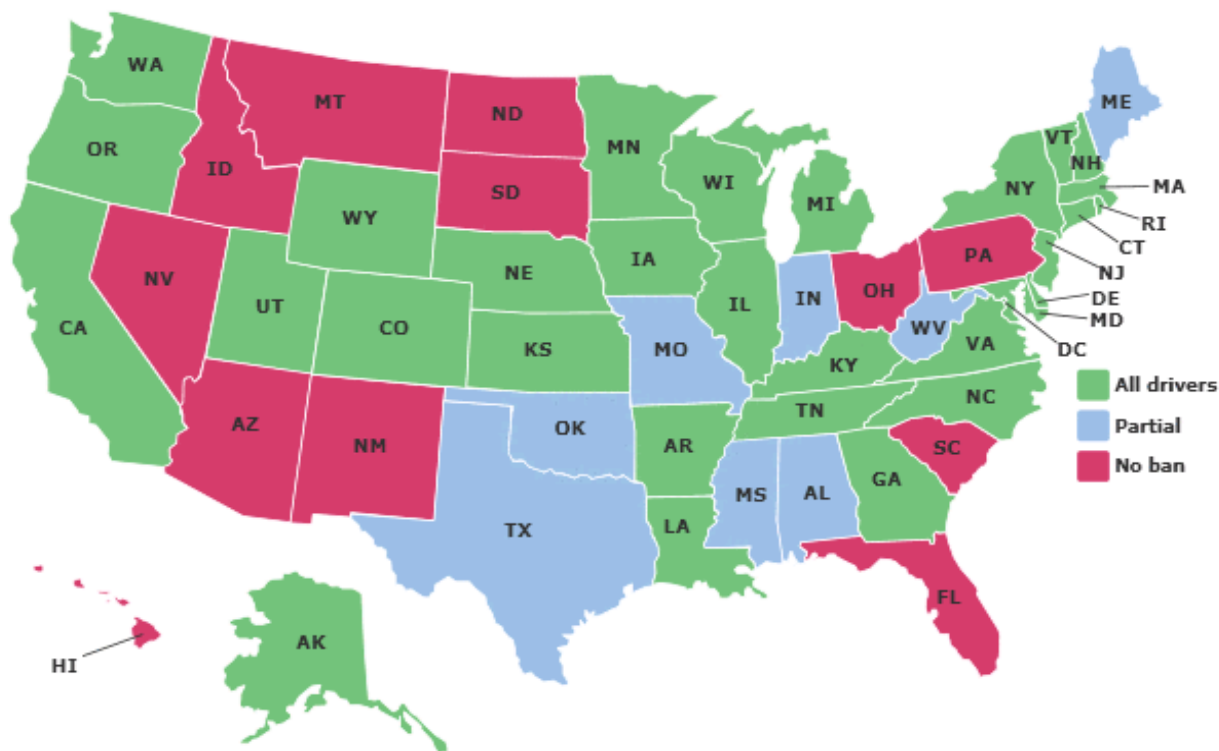 WA
MT
ND
ME
OR
MN
VT
ID
NH
WI
SD
NY
MA
MI
WY
RI
CT
PA
IA
NE
NJ
NV
IN
OH
DE
UT
IL
CO
MD
CA
WV
KS
MO
VA
DC
KY
All drivers
NC
TN
AZ
OK
Partial
NM
AR
SC
No ban
GA
MS
AL
TX
LA
FL
AK
HI